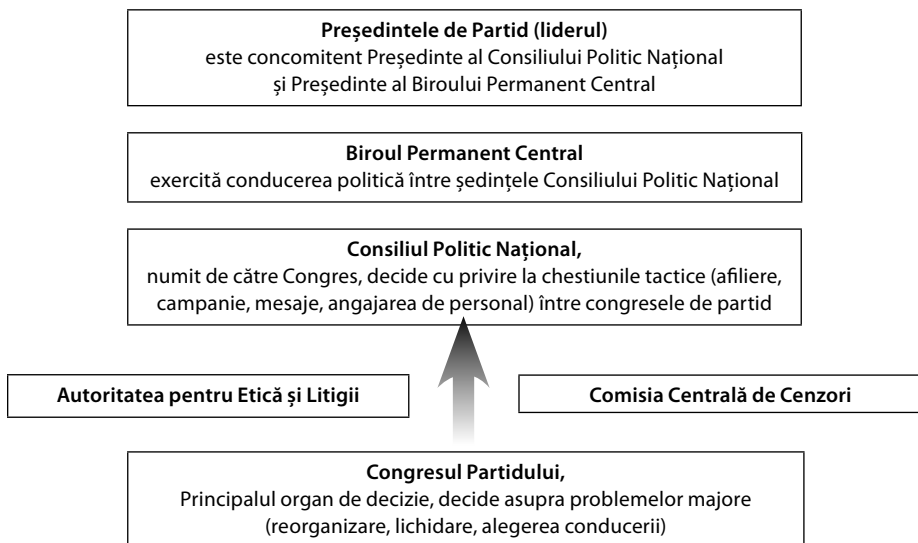 Președintele de Partid (liderul)
este concomitent Președinte al Consiliului Politic Național
și Președinte al Biroului Permanent Central
Biroul Permanent Central
exercită conducerea politică între ședințele Consiliului Politic Național
Consiliul Politic Național,
numit de către Congres, decide cu privire la chestiunile tactice (afiliere,
campanie, mesaje, angajarea de personal) între congresele de partid
Autoritatea pentru Etică și Litigii
Comisia Centrală de Cenzori
Congresul Partidului,
Principalul organ de decizie, decide asupra problemelor majore
(reorganizare, lichidare, alegerea conducerii)